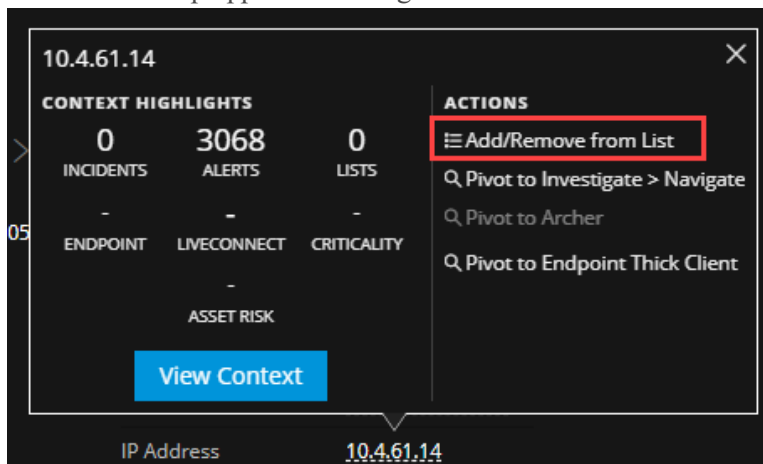 10.4.61.14
CONTEXT HIGHLIGHTS
0 3068 0
INCIDENTS ALERTS LISTS
- - -
ENDPOINT LIVECONNECT CRITICALITY
-
ASSET RISK
View Context
ACTIONS
Add/Remove from List
Pivot to Investigate > Navigate
Pivot to Archer
Pivot to Endpoint Thick Client
05
IP Address 10.4.61.14